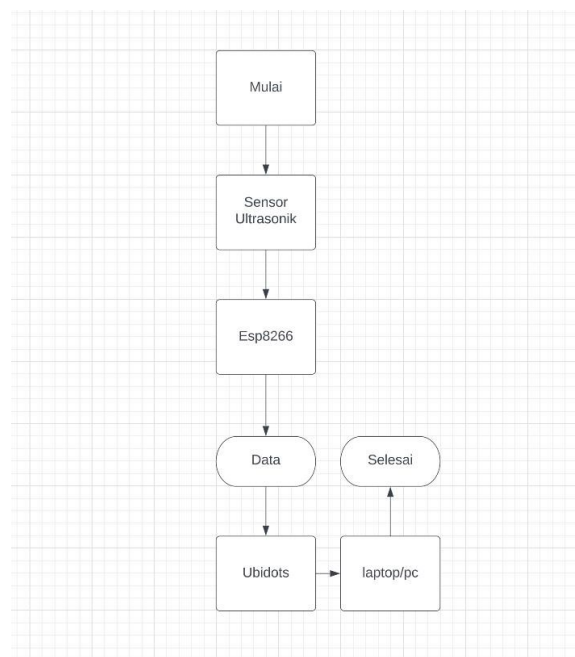 Mulai
Sensor
Ultrasonik
Esp8266
Data
Selesai
Ubidots
laptop/pc